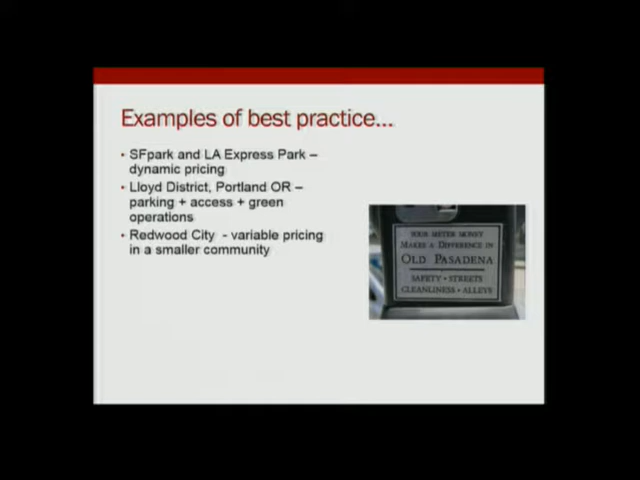 Examples of best practice...
• SFpark and LA Express Park –
dynamic pricing
• Lloyd District, Portland OR –
parking + access + green
operations
• Redwood City - variable pricing
in a smaller community
YOUR METER MONEY
MAKES A DIFFERENCE IN
OLD PASADENA
SAFETY • STREETS
CLEANLINESS • ALLEYS